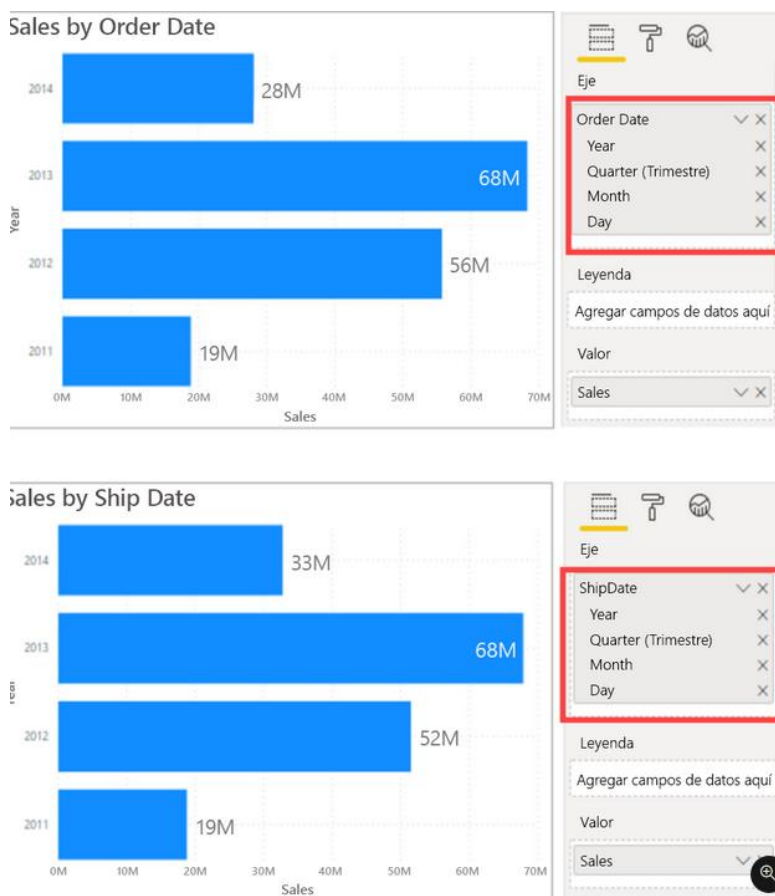 Sales by Order Date
2014
28M
2013
68M
2012
56M
2011
19M
Year
0M 10M 20M 30M 40M 50M 60M 70M
Sales
Eje
Order Date
Year
Quarter (Trimestre)
Month
Day
Leyenda
Agregar campos de datos aquí
Valor
Sales
Sales by Ship Date
2014
33M
2013
68M
2012
52M
2011
19M
Year
0M 10M 20M 30M 40M 50M 60M 70M
Sales
Eje
ShipDate
Year
Quarter (Trimestre)
Month
Day
Leyenda
Agregar campos de datos aquí
Valor
Sales